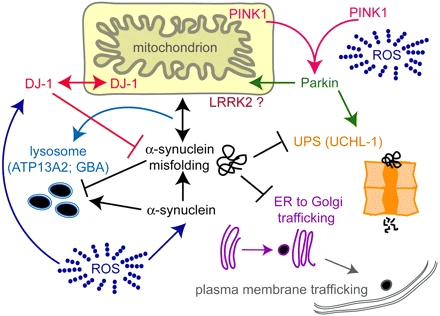 PINK1
PINK1
mitochondrion
ROS
DJ-1
DJ-1
Parkin
LRRK2 ?
lysosome
(ATP13A2; GBA)
α-synuclein
misfolding
UPS (UCHL-1)
α-synuclein
ER to Golgi
trafficking
ROS
plasma membrane trafficking